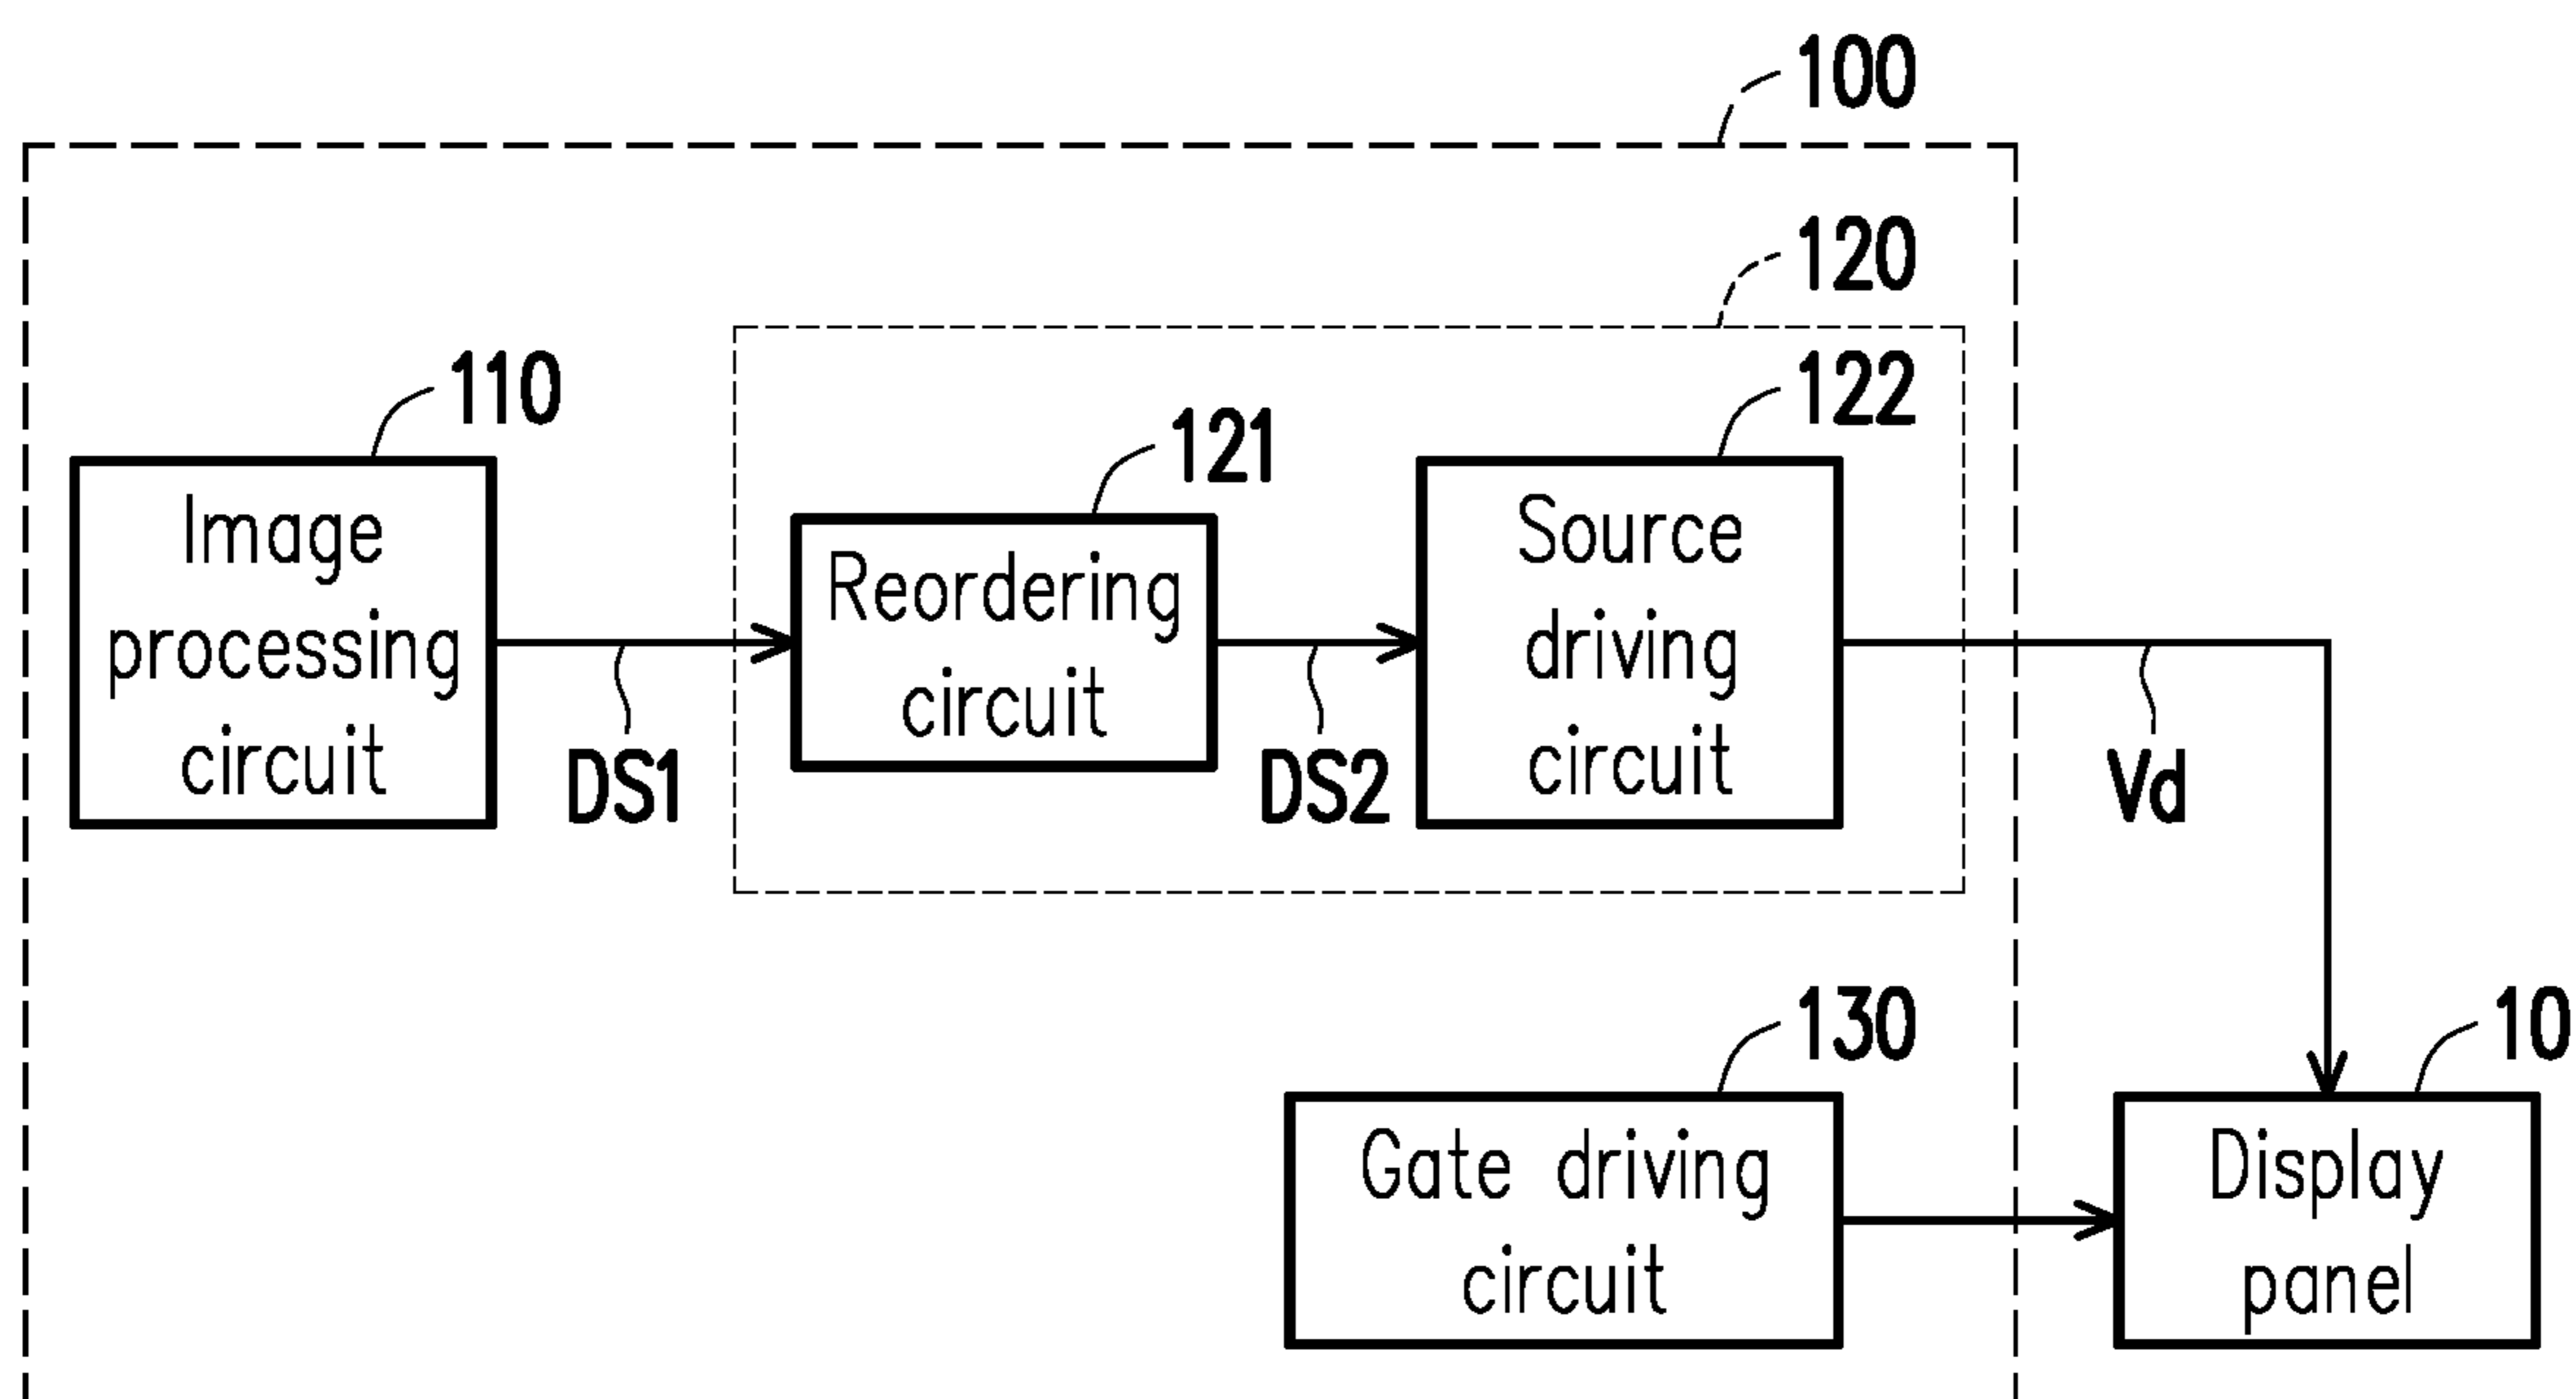 100
120
110
121
122
Image
processing
circuit
Reordering
circuit
Source
driving
circuit
DS1
DS2
Vd
130
10
Gate driving
circuit
Display
panel